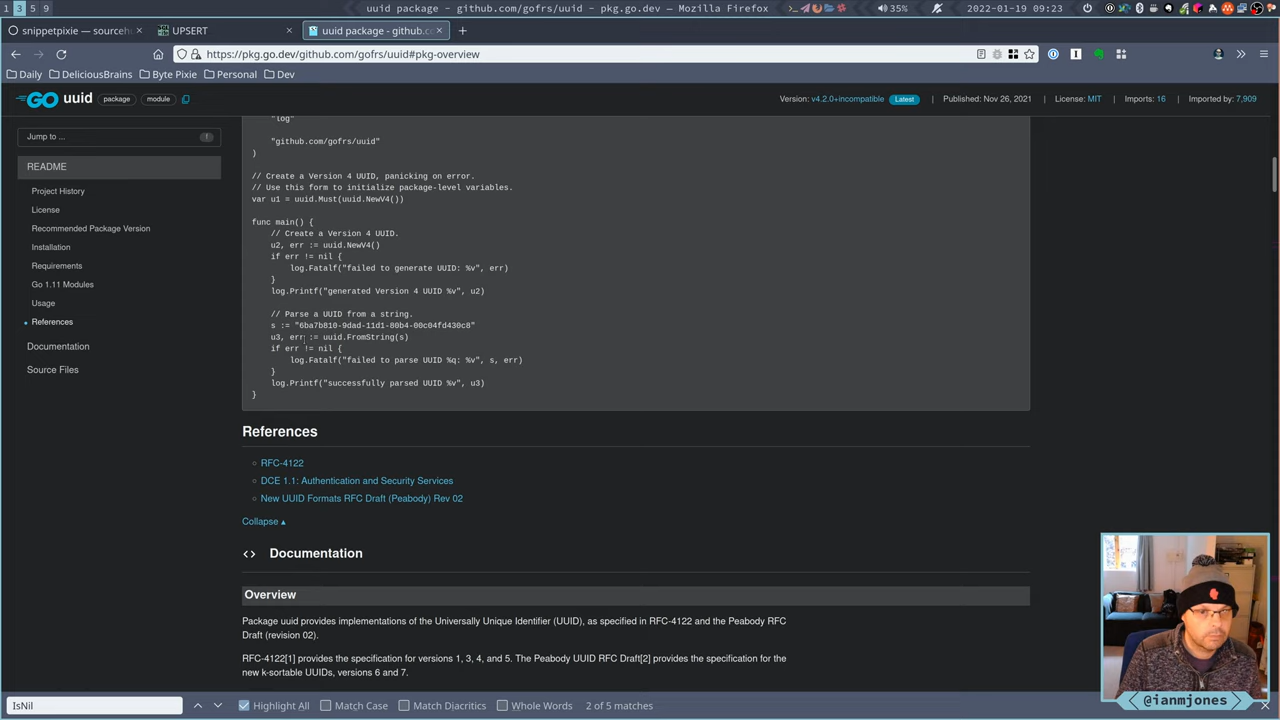 1 3 5 9
uuid package - github.com/gofrs/uuid - pkg.go.dev — Mozilla Firefox
35%
2022-01-19 09:23
snippetpixie — sourceh
UPSERT
uuid package - github.co
https://pkg.go.dev/github.com/gofrs/uuid#pkg-overview
Daily DeliciousBrains Byte Pixie Personal Dev
GO uuid package module
Version: v4.2.0+incompatible Latest | Published: Nov 26, 2021 | License: MIT | Imports: 16 | Imported by: 7,909
Jump to ... f
README
Project History
License
Recommended Package Version
Installation
Requirements
Go 1.11 Modules
Usage
References
Documentation
Source Files
"log"
"github.com/gofrs/uuid"
)
// Create a Version 4 UUID, panicking on error.
// Use this form to initialize package-level variables.
var u1 = uuid.Must(uuid.NewV4())
func main() {
// Create a Version 4 UUID.
u2, err := uuid.NewV4()
if err != nil {
log.Fatalf("failed to generate UUID: %v", err)
}
log.Printf("generated Version 4 UUID %v", u2)
// Parse a UUID from a string.
s := "6ba7b810-9dad-11d1-80b4-00c04fd430c8"
u3, err := uuid.FromString(s)
if err != nil {
log.Fatalf("failed to parse UUID %q: %v", s, err)
}
log.Printf("successfully parsed UUID %v", u3)
}
References
RFC-4122
DCE 1.1: Authentication and Security Services
New UUID Formats RFC Draft (Peabody) Rev 02
Collapse ▴
<> Documentation
Overview
Package uuid provides implementations of the Universally Unique Identifier (UUID), as specified in RFC-4122 and the Peabody RFC
Draft (revision 02).
RFC-4122[1] provides the specification for versions 1, 3, 4, and 5. The Peabody UUID RFC Draft[2] provides the specification for the
new k-sortable UUIDs, versions 6 and 7.
@ianmjones
IsNil
Highlight All Match Case Match Diacritics Whole Words 2 of 5 matches